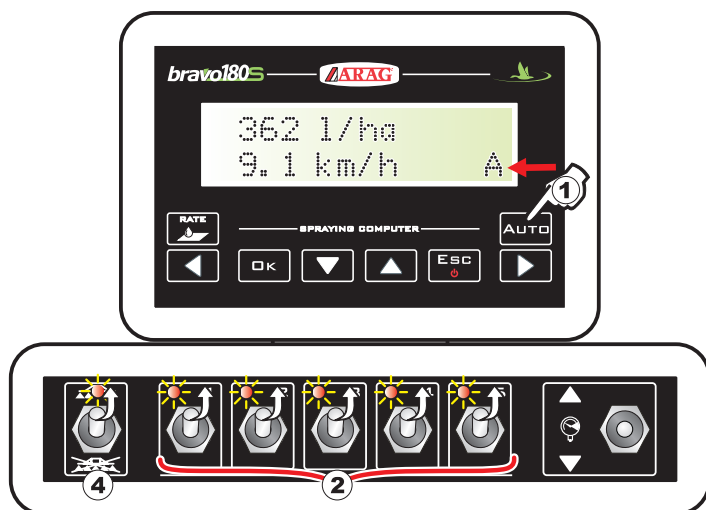 bravo180S ARAG
362 l/ha
9.1 km/h A
1
RATE
SPRAYING COMPUTER
AUTO
OK
ESC
4
2